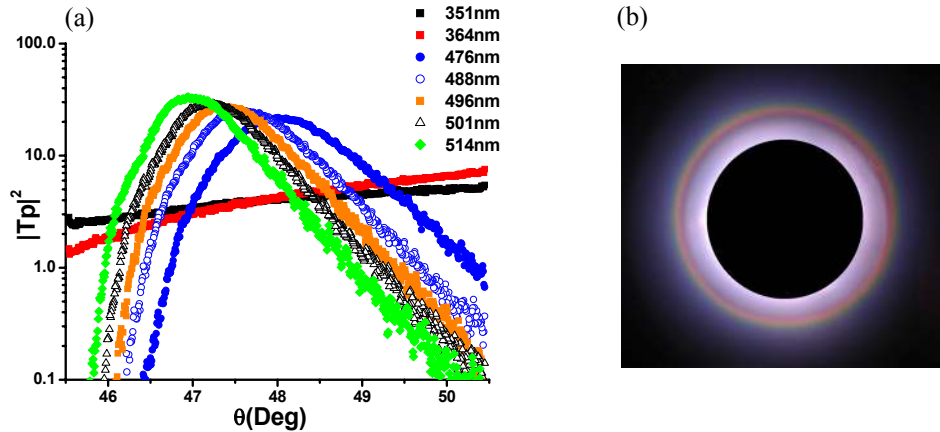 (a)
351nm
364nm
476nm
488nm
496nm
501nm
514nm
100.0
10.0
1.0
0.1
|Tp|²
46 47 48 49 50
θ(Deg)
(b)